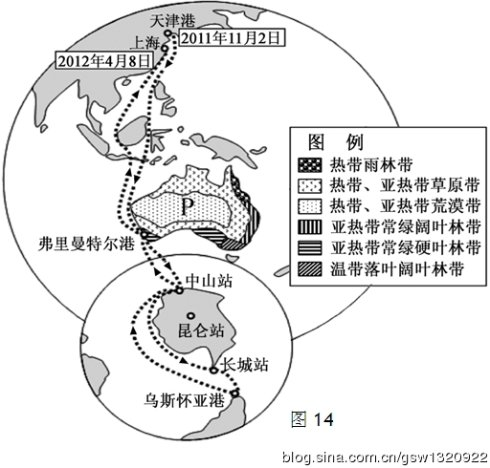 天津港
2011年11月2日
上海
2012年4月8日
P
弗里曼特尔港
图 例
热带雨林带
热带、亚热带草原带
热带、亚热带荒漠带
亚热带常绿阔叶林带
亚热带常绿硬叶林带
温带落叶阔叶林带
中山站
昆仑站
长城站
乌斯怀亚港
图 14
blog.sina.com.cn/gsw1320922